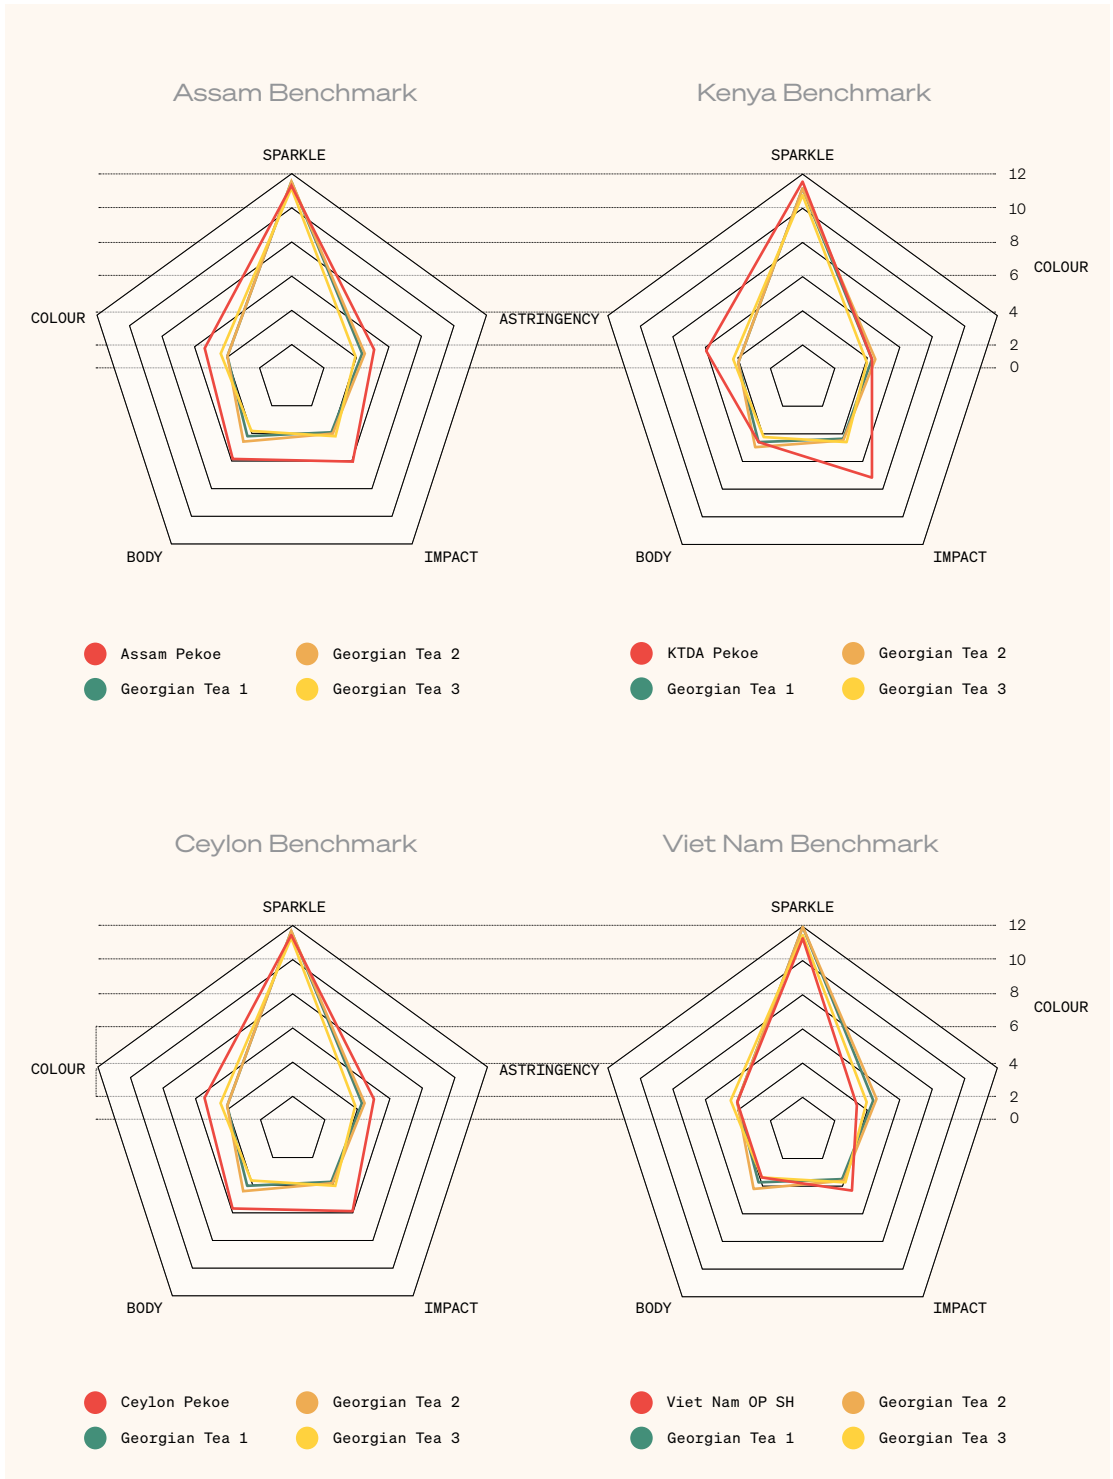 Assam Benchmark
Kenya Benchmark
SPARKLE
SPARKLE
12
10
8
COLOUR
6
COLOUR
ASTRINGENCY
4
2
0
BODY
IMPACT
BODY
IMPACT
Assam Pekoe
Georgian Tea 2
KTDA Pekoe
Georgian Tea 2
Georgian Tea 1
Georgian Tea 3
Georgian Tea 1
Georgian Tea 3
Ceylon Benchmark
Viet Nam Benchmark
SPARKLE
SPARKLE
12
10
8
COLOUR
6
COLOUR
ASTRINGENCY
4
2
0
BODY
IMPACT
BODY
IMPACT
Ceylon Pekoe
Georgian Tea 2
Viet Nam OP SH
Georgian Tea 2
Georgian Tea 1
Georgian Tea 3
Georgian Tea 1
Georgian Tea 3